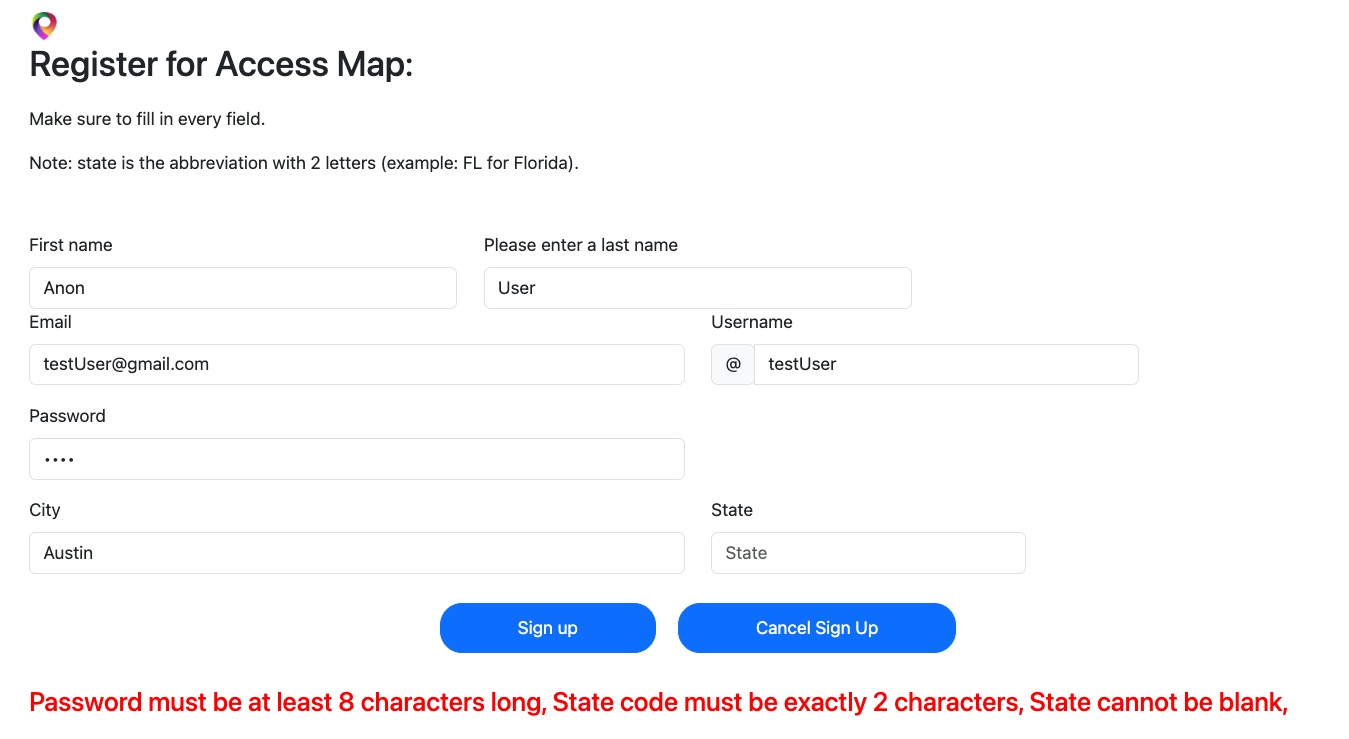 Register for Access Map:
Make sure to fill in every field.
Note: state is the abbreviation with 2 letters (example: FL for Florida).
First name
Please enter a last name
Anon
User
Email
Username
testUser@gmail.com
@ testUser
Password
••••
City
State
Austin
State
Sign up
Cancel Sign Up
Password must be at least 8 characters long, State code must be exactly 2 characters, State cannot be blank,